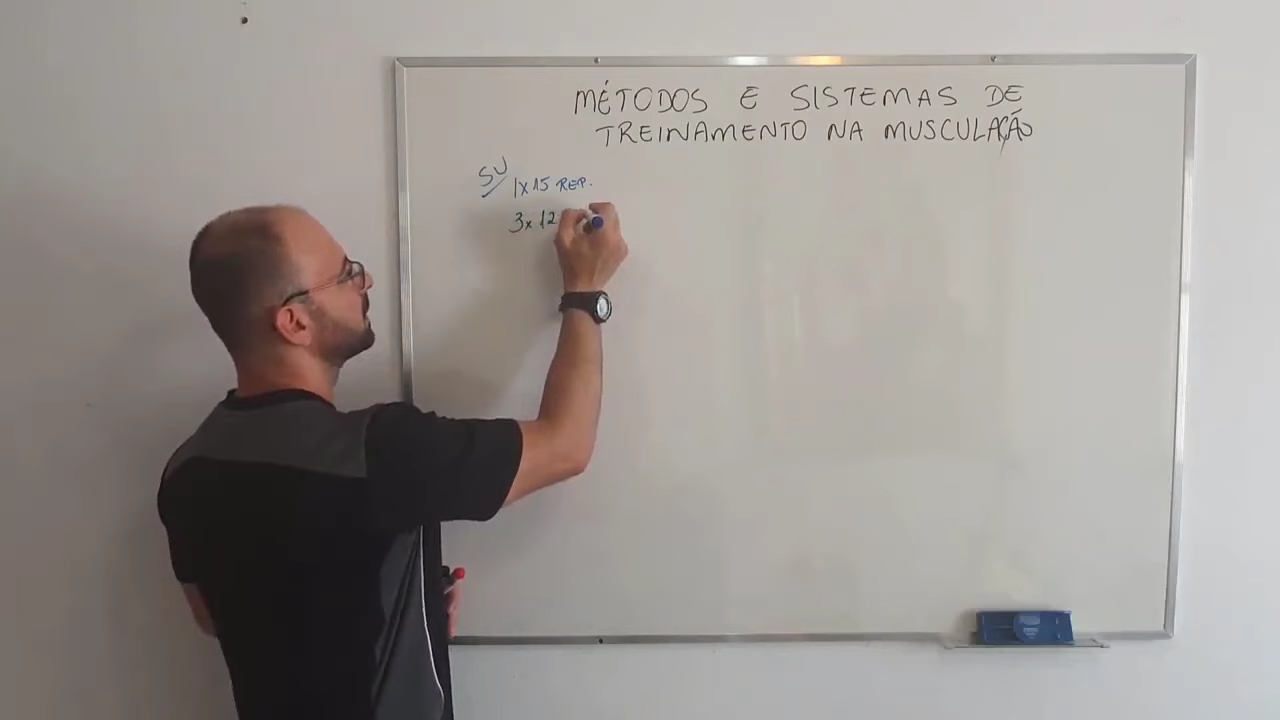 MÉTODOS E SISTEMAS DE
TREINAMENTO NA MUSCULAÇÃO
SU
1x15 REP.
3x12